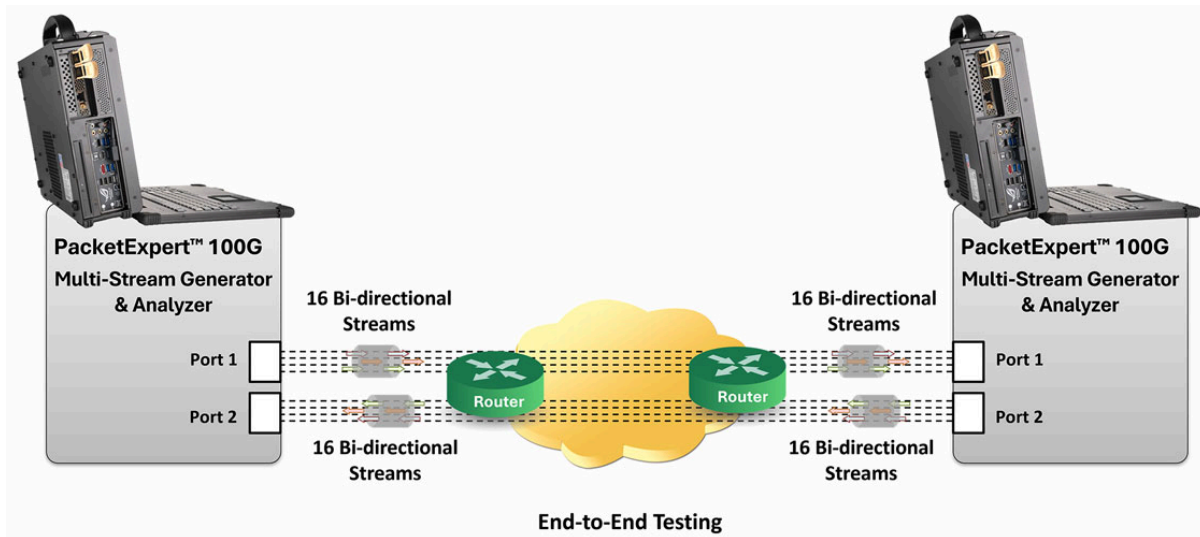 PacketExpert™ 100G
Multi-Stream Generator
& Analyzer
Port 1
Port 2
16 Bi-directional
Streams
16 Bi-directional
Streams
Router
Router
16 Bi-directional
Streams
16 Bi-directional
Streams
PacketExpert™ 100G
Multi-Stream Generator
& Analyzer
Port 1
Port 2
End-to-End Testing